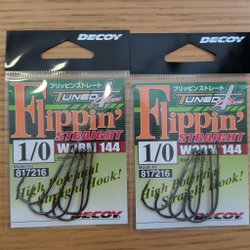 DECOY
フリッピンストレート
TUNED
Flippin'
STRAIGHT
1/0
WORM 144
817216
High Potential
Straight Hook!
DECOY
DECOY
フリッピンストレート
TUNED
Flippin'
STRAIGHT
1/0
WORM 144
817216
High Potential
Straight Hook!
DECOY